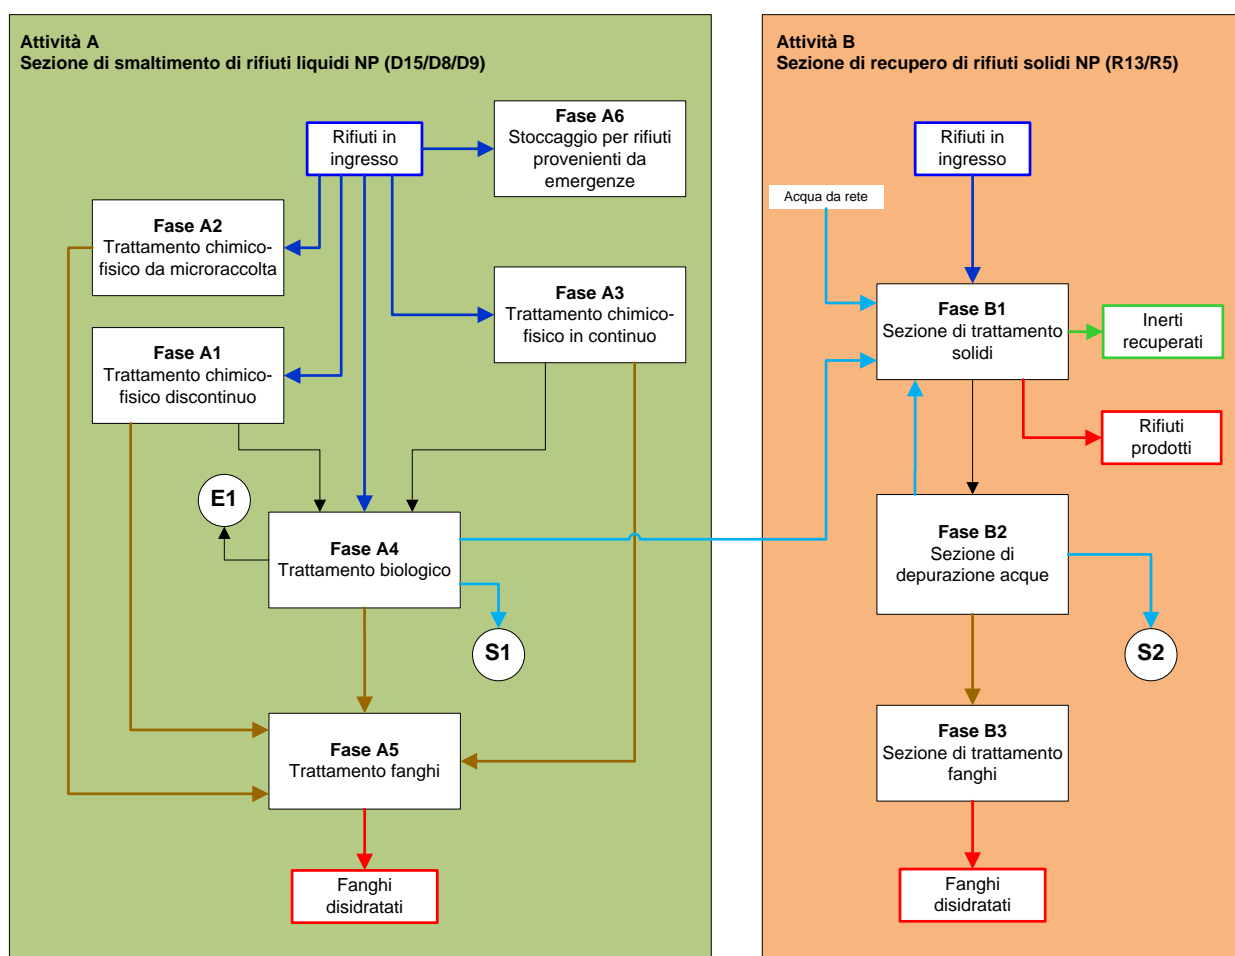 Attività A
Sezione di smaltimento di rifiuti liquidi NP (D15/D8/D9)
Rifiuti in
ingresso
Fase A6
Stoccaggio per rifiuti
provenienti da
emergenze
Fase A2
Trattamento chimico-
fisico da microraccolta
Fase A3
Trattamento chimico-
fisico in continuo
Fase A1
Trattamento chimico-
fisico discontinuo
E1
Fase A4
Trattamento biologico
S1
Fase A5
Trattamento fanghi
Fanghi
disidratati
Attività B
Sezione di recupero di rifiuti solidi NP (R13/R5)
Rifiuti in
ingresso
Acqua da rete
Fase B1
Sezione di trattamento
solidi
Inerti
recuperati
Rifiuti
prodotti
Fase B2
Sezione di
depurazione acque
S2
Fase B3
Sezione di trattamento
fanghi
Fanghi
disidratati